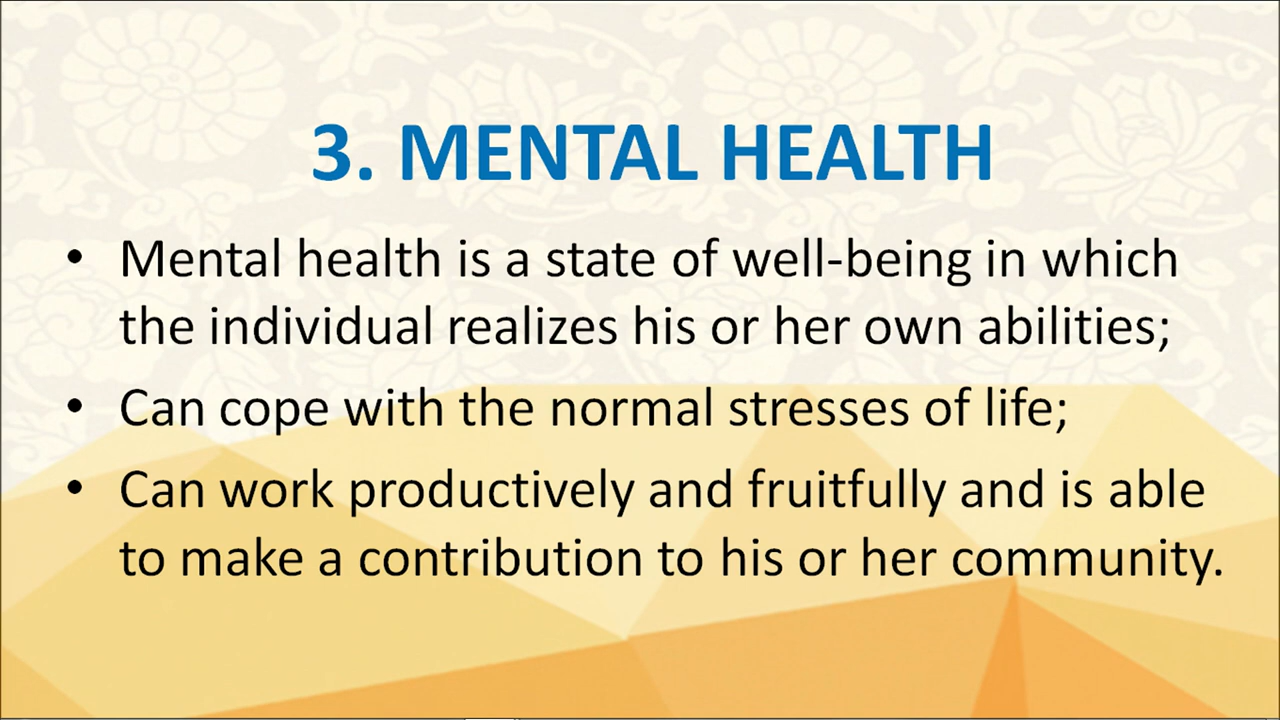 3. MENTAL HEALTH
• Mental health is a state of well-being in which
the individual realizes his or her own abilities;
• Can cope with the normal stresses of life;
• Can work productively and fruitfully and is able
to make a contribution to his or her community.